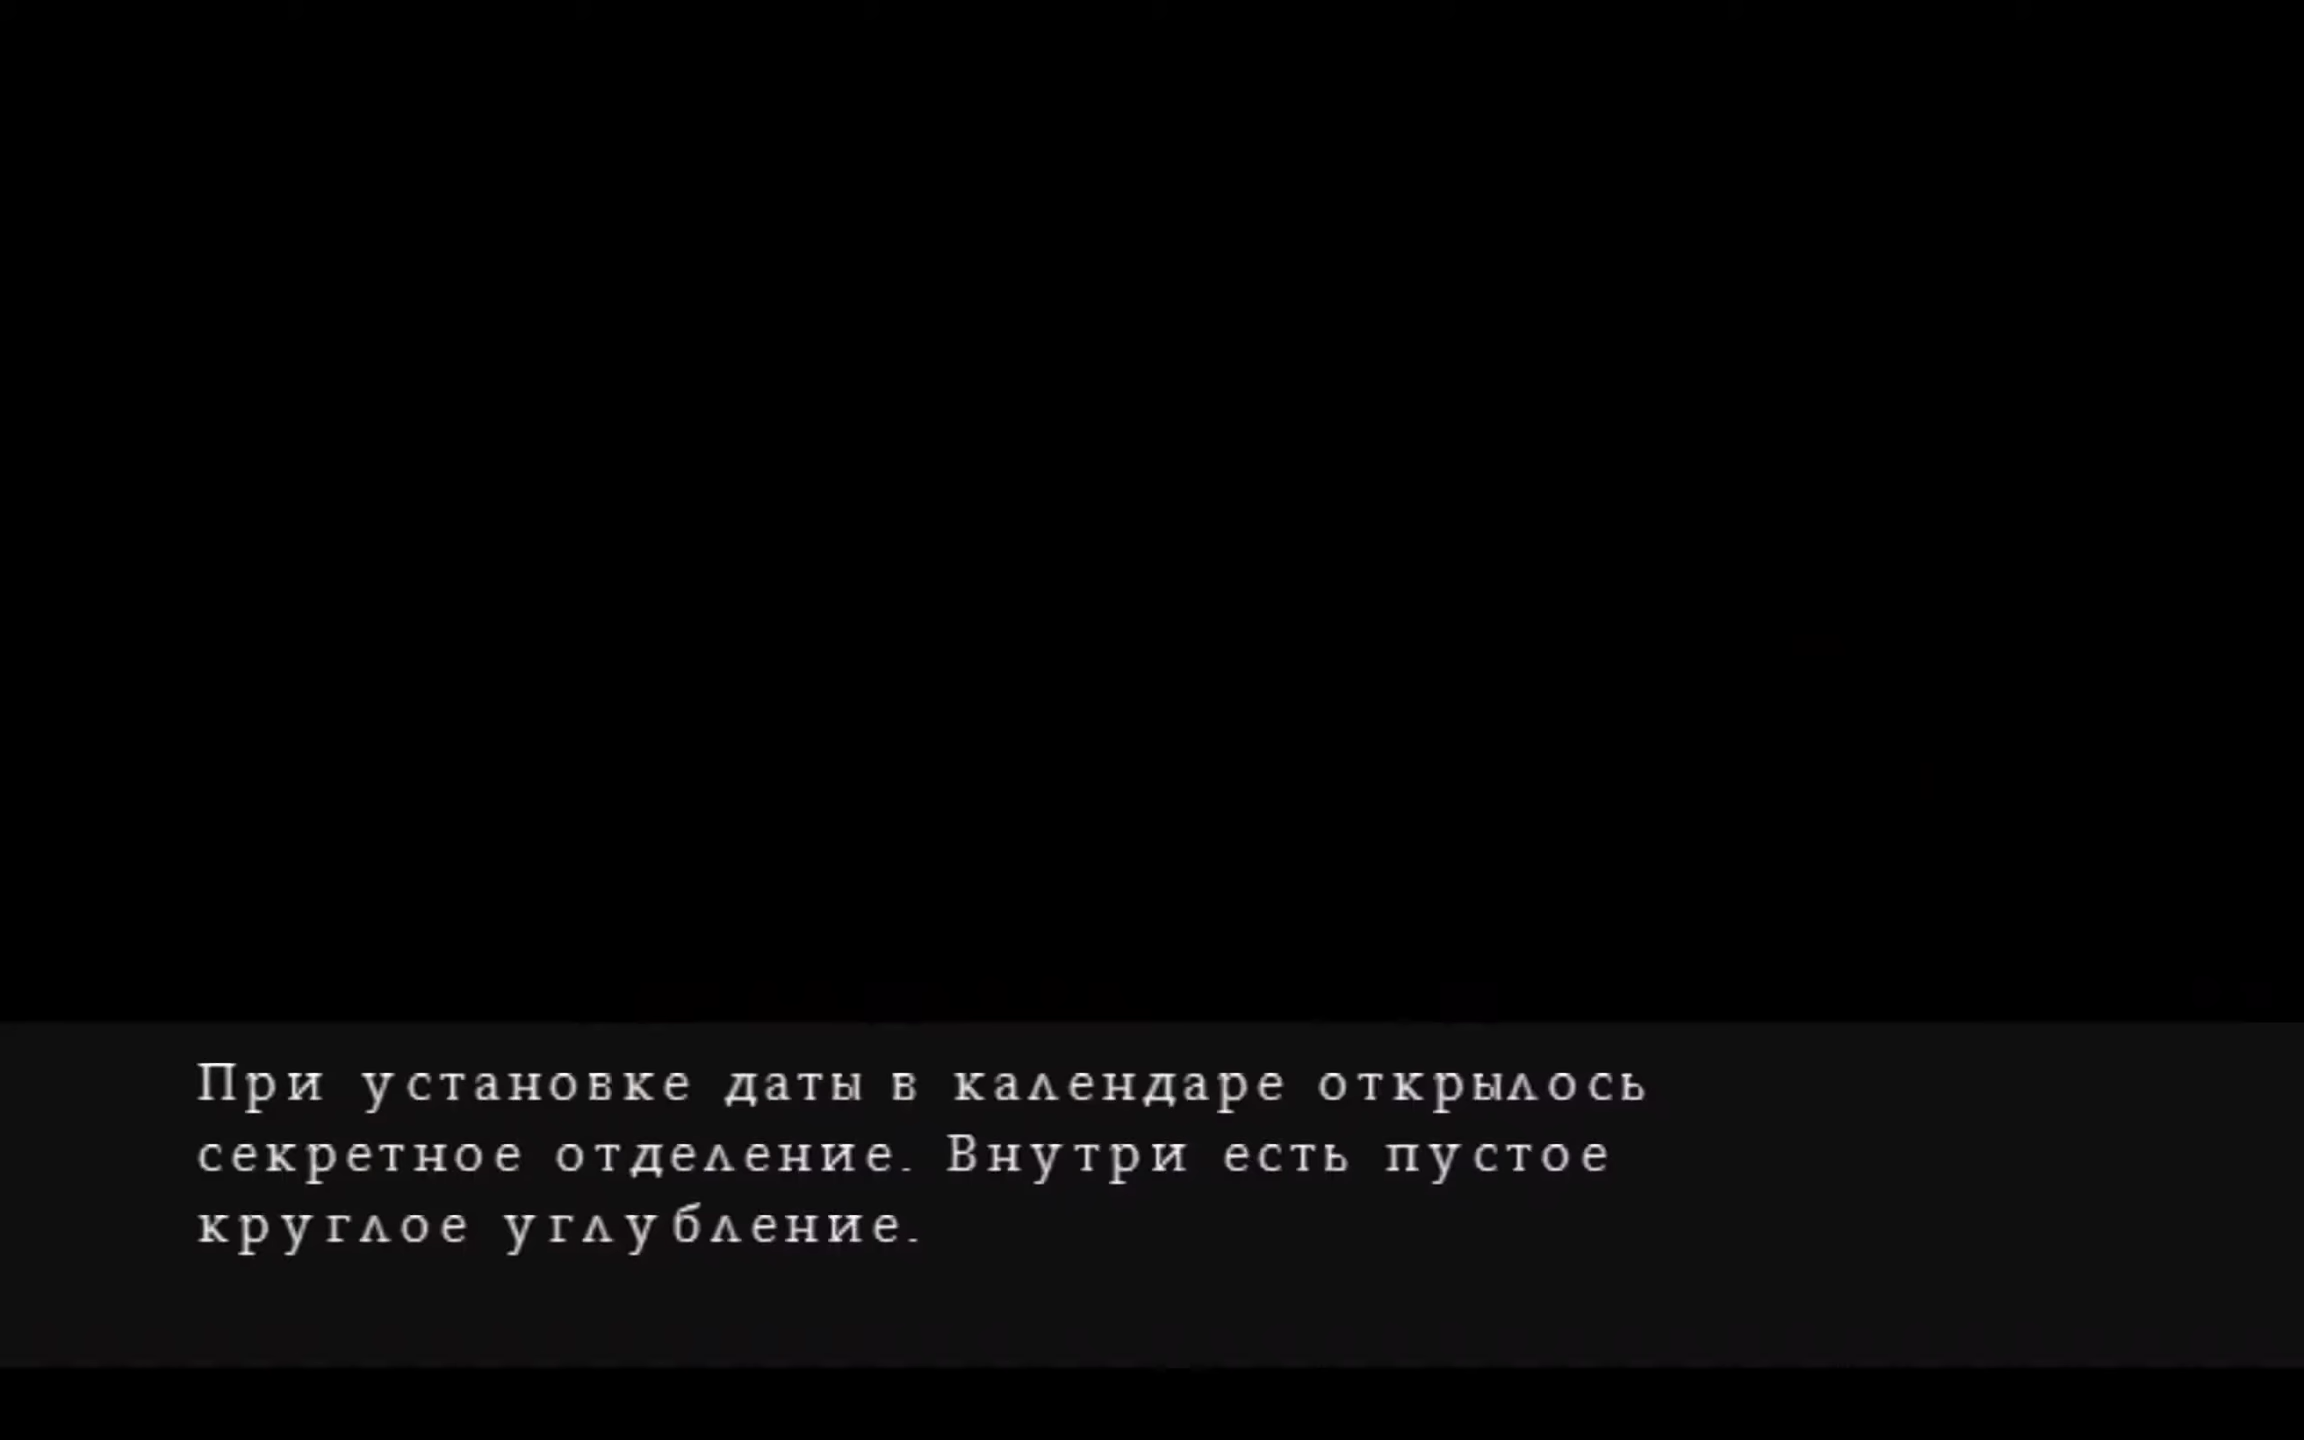 При установке даты в календаре открылось
секретное отделение. Внутри есть пустое
круглое углубление.